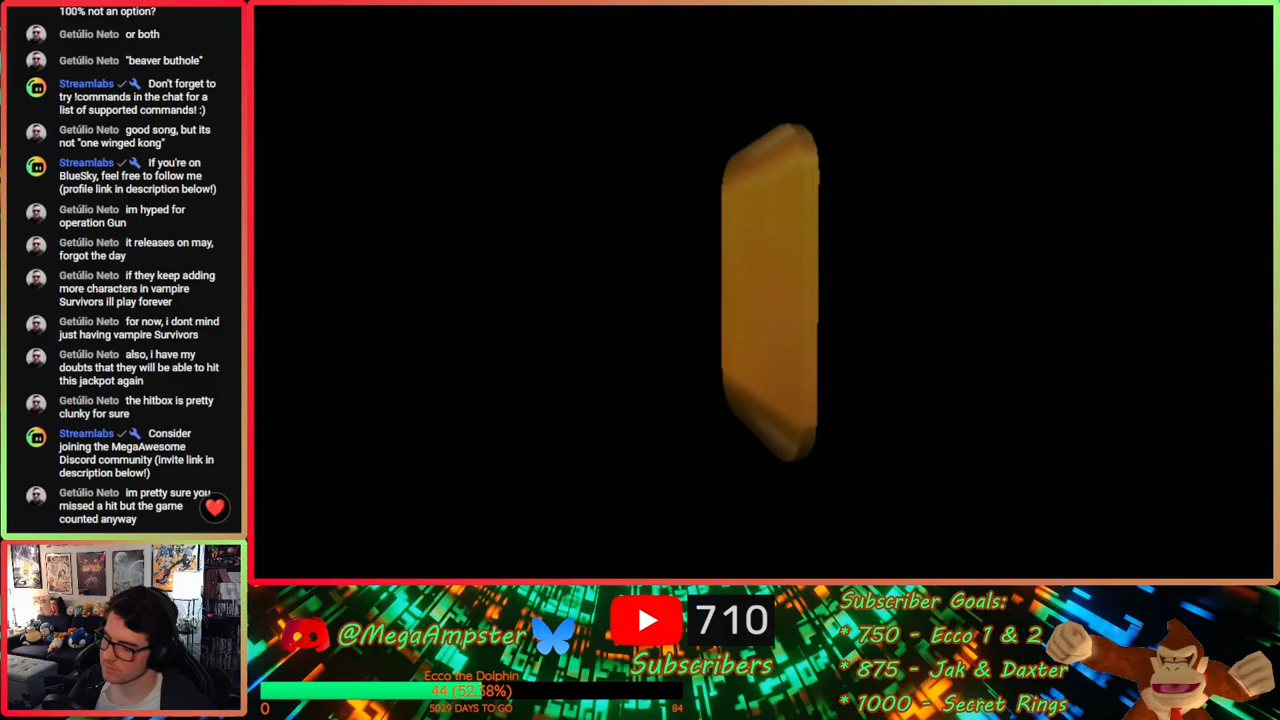 100% not an option?
Getúlio Neto or both
Getúlio Neto "beaver buthole"
Streamlabs Don't forget to
try !commands in the chat for a
list of supported commands! :)
Getúlio Neto good song, but its
not "one winged kong"
Streamlabs If you're on
BlueSky, feel free to follow me
(profile link in description below!)
Getúlio Neto im hyped for
operation Gun
Getúlio Neto it releases on may,
forgot the day
Getúlio Neto if they keep adding
more characters in vampire
Survivors ill play forever
Getúlio Neto for now, i dont mind
just having vampire Survivors
Getúlio Neto also, i have my
doubts that they will be able to hit
this jackpot again
Getúlio Neto the hitbox is pretty
clunky for sure
Streamlabs Consider
joining the MegaAwesome
Discord community (invite link in
description below!)
Getúlio Neto im pretty sure you
missed a hit but the game
counted anyway
@MegaAmpster
Ecco the Dolphin
44 (52.38%)
0
5029 DAYS TO GO
84
710
Subscribers
Subscriber Goals:
* 750 - Ecco 1 & 2
* 875 - Jak & Daxter
* 1000 - Secret Rings